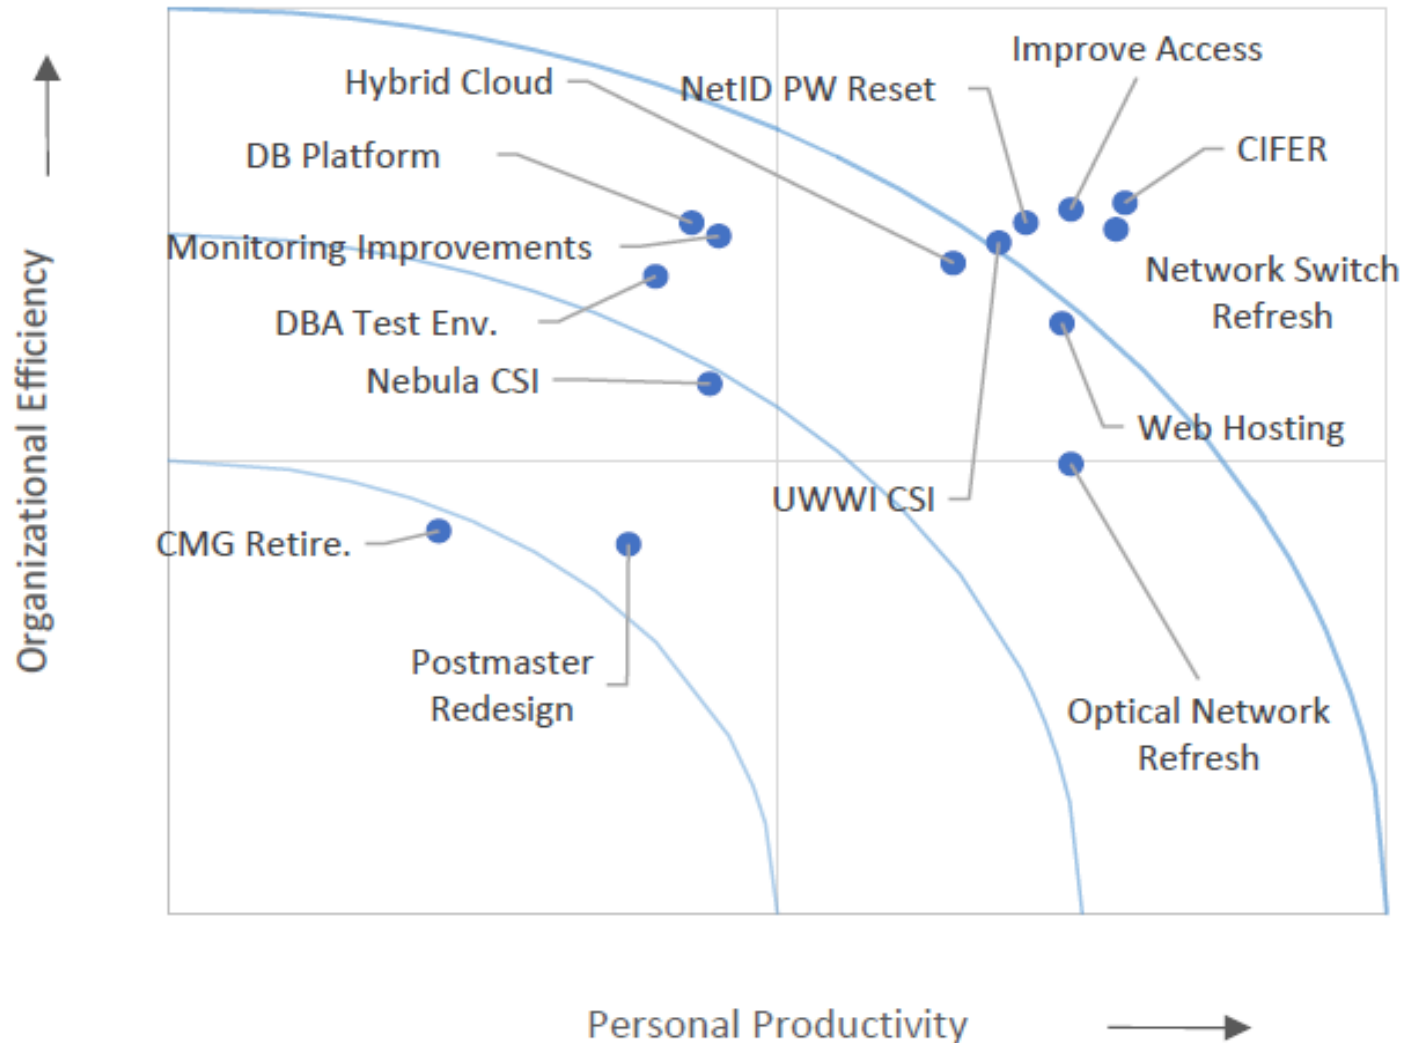 Improve Access
Hybrid Cloud
NetID PW Reset
DB Platform
CIFER
Monitoring Improvements
Network Switch
Refresh
DBA Test Env.
Nebula CSI
Web Hosting
UWWI CSI
CMG Retire.
Postmaster
Redesign
Optical Network
Refresh
Organizational Efficiency
Personal Productivity